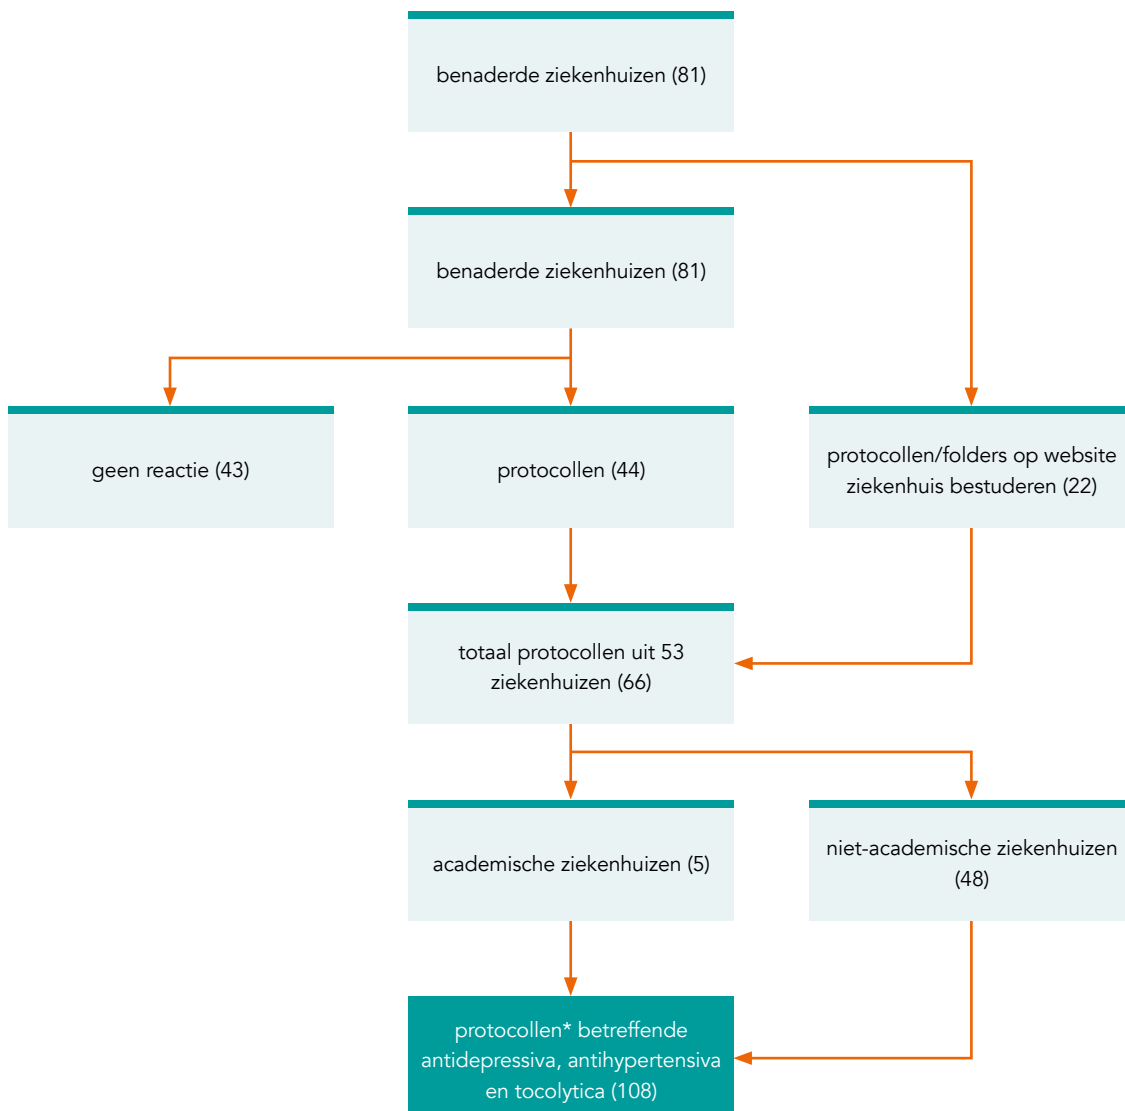 benaderde ziekenhuizen (81)
benaderde ziekenhuizen (81)
geen reactie (43)
protocollen (44)
protocollen/folders op website
ziekenhuis bestuderen (22)
totaal protocollen uit 53
ziekenhuizen (66)
academische ziekenhuizen (5)
niet-academische ziekenhuizen
(48)
protocollen* betreffende
antidepressiva, antihypertensiva
en tocolytica (108)